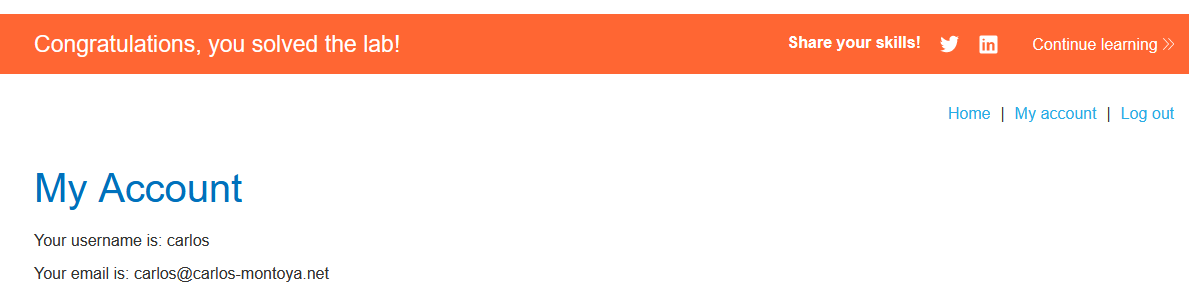 Congratulations, you solved the lab!
Share your skills!
Continue learning
Home | My account | Log out
My Account
Your username is: carlos
Your email is: carlos@carlos-montoya.net